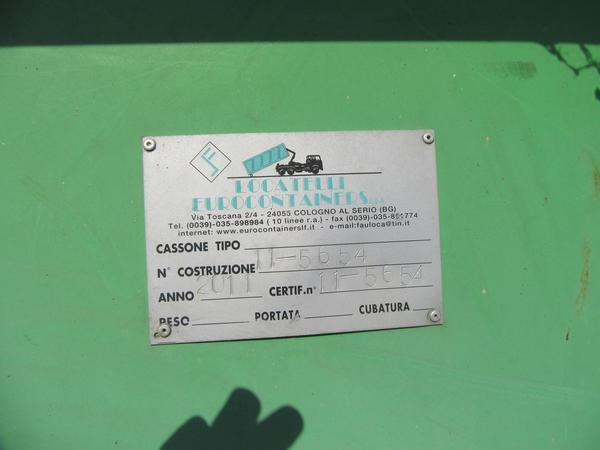 LOCATELLI
EUROCONTAINERS s.p.a.
Via Toscana 2/4 - 24055 COLOGNO AL SERIO (BG)
Tel. (0039)-035-898984 ( 10 linee r.a.) - fax (0039)-035-891774
internet: www.eurocontainerslf.it - e-mail:fauloca@tin.it
CASSONE TIPO
N° COSTRUZIONE 11-5654
ANNO 2011 CERTIF.n° 11-5654
PESO PORTATA CUBATURA